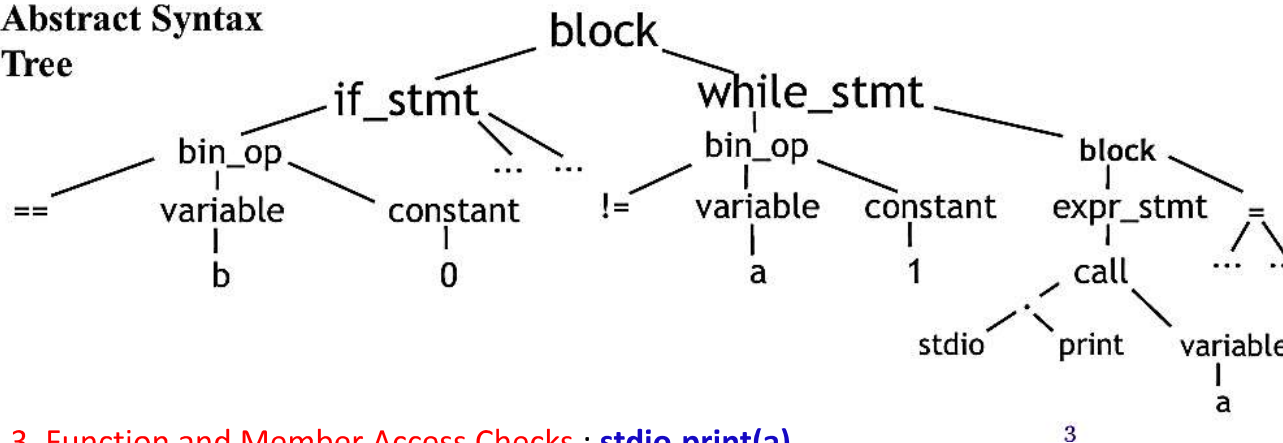 Abstract Syntax
Tree
block
if_stmt while_stmt
bin_op ... ... bin_op block
== variable constant != variable constant expr_stmt =
b 0 a 1 call ...
stdio . print variable
a
3. Function and Member Access Checks : stdio.print(a)
3